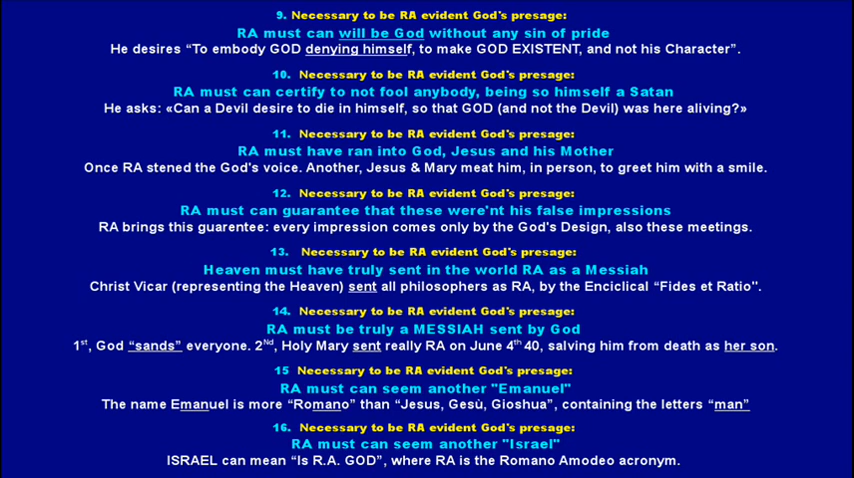 9. Necessary to be RA evident God's presage:
RA must can will be God without any sin of pride
He desires “To embody GOD denying himself, to make GOD EXISTENT, and not his Character”.
10. Necessary to be RA evident God's presage:
RA must can certify to not fool anybody, being so himself a Satan
He asks: «Can a Devil desire to die in himself, so that GOD (and not the Devil) was here aliving?»
11. Necessary to be RA evident God's presage:
RA must have ran into God, Jesus and his Mother
Once RA stened the God's voice. Another, Jesus & Mary meat him, in person, to greet him with a smile.
12. Necessary to be RA evident God's presage:
RA must can guarantee that these were'nt his false impressions
RA brings this guarentee: every impression comes only by the God's Design, also these meetings.
13. Necessary to be RA evident God's presage:
Heaven must have truly sent in the world RA as a Messiah
Christ Vicar (representing the Heaven) sent all philosophers as RA, by the Enciclical “Fides et Ratio".
14. Necessary to be RA evident God's presage:
RA must be truly a MESSIAH sent by God
1st, God “sands” everyone. 2Nd, Holy Mary sent really RA on June 4th 40, salving him from death as her son.
15 Necessary to be RA evident God's presage:
RA must can seem another "Emanuel"
The name Emanuel is more “Romano” than “Jesus, Gesù, Gioshua”, containing the letters “man”
16. Necessary to be RA evident God's presage:
RA must can seem another "Israel"
ISRAEL can mean “Is R.A. GOD”, where RA is the Romano Amodeo acronym.